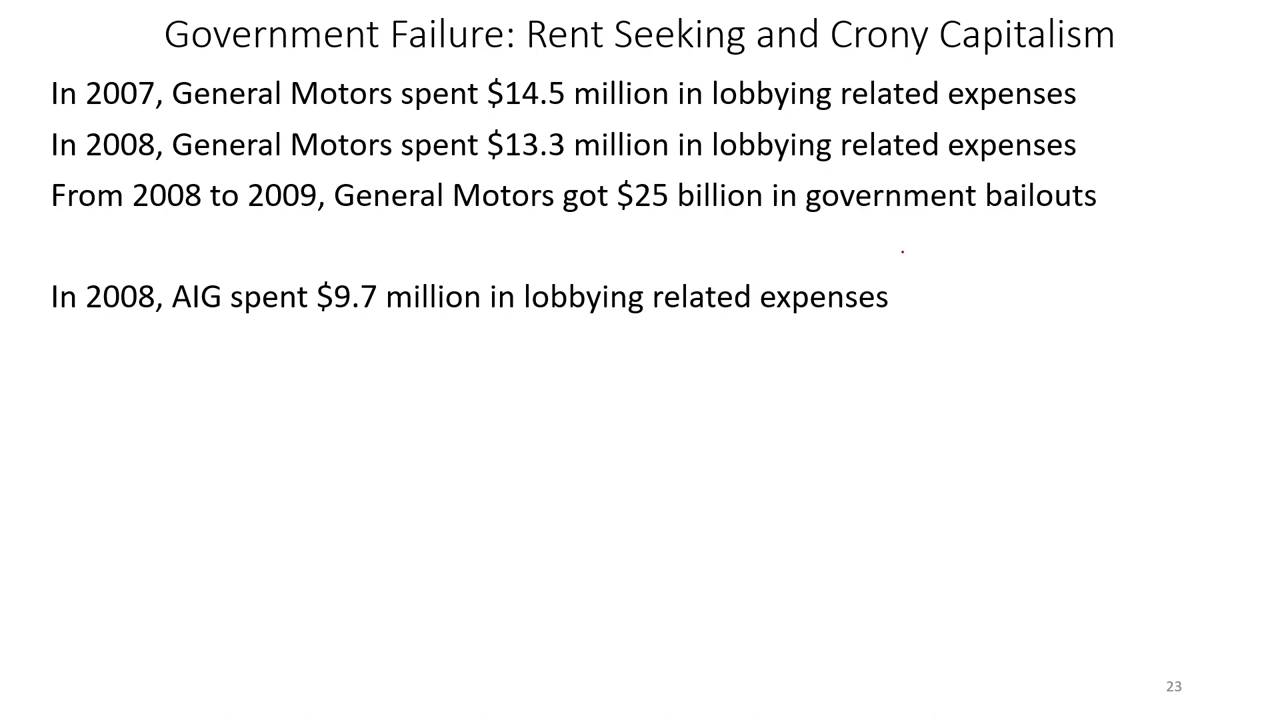 Government Failure: Rent Seeking and Crony Capitalism
In 2007, General Motors spent $14.5 million in lobbying related expenses
In 2008, General Motors spent $13.3 million in lobbying related expenses
From 2008 to 2009, General Motors got $25 billion in government bailouts
In 2008, AIG spent $9.7 million in lobbying related expenses
23